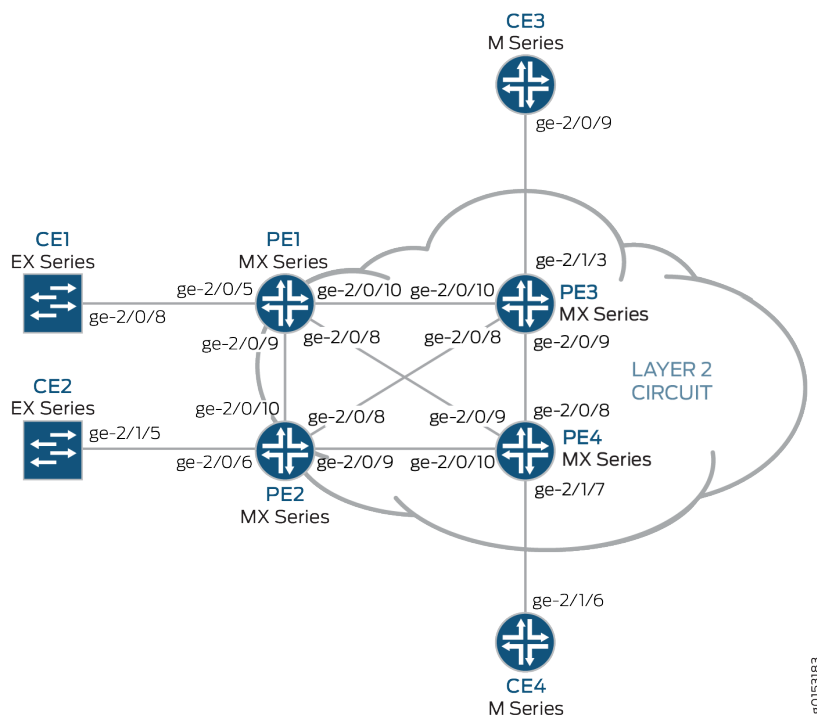 CE3
M Series
ge-2/0/9
CE1
EX Series
PE1
MX Series
ge-2/1/3
ge-2/0/5
ge-2/0/10
ge-2/0/10
PE3
MX Series
ge-2/0/8
ge-2/0/9
ge-2/0/8
ge-2/0/8
ge-2/0/9
LAYER 2
CIRCUIT
CE2
EX Series
ge-2/0/10
ge-2/0/8
ge-2/0/9
ge-2/0/8
ge-2/1/5
PE4
MX Series
ge-2/0/6
ge-2/0/9
ge-2/0/10
ge-2/1/7
PE2
MX Series
ge-2/1/6
CE4
M Series
g0153183